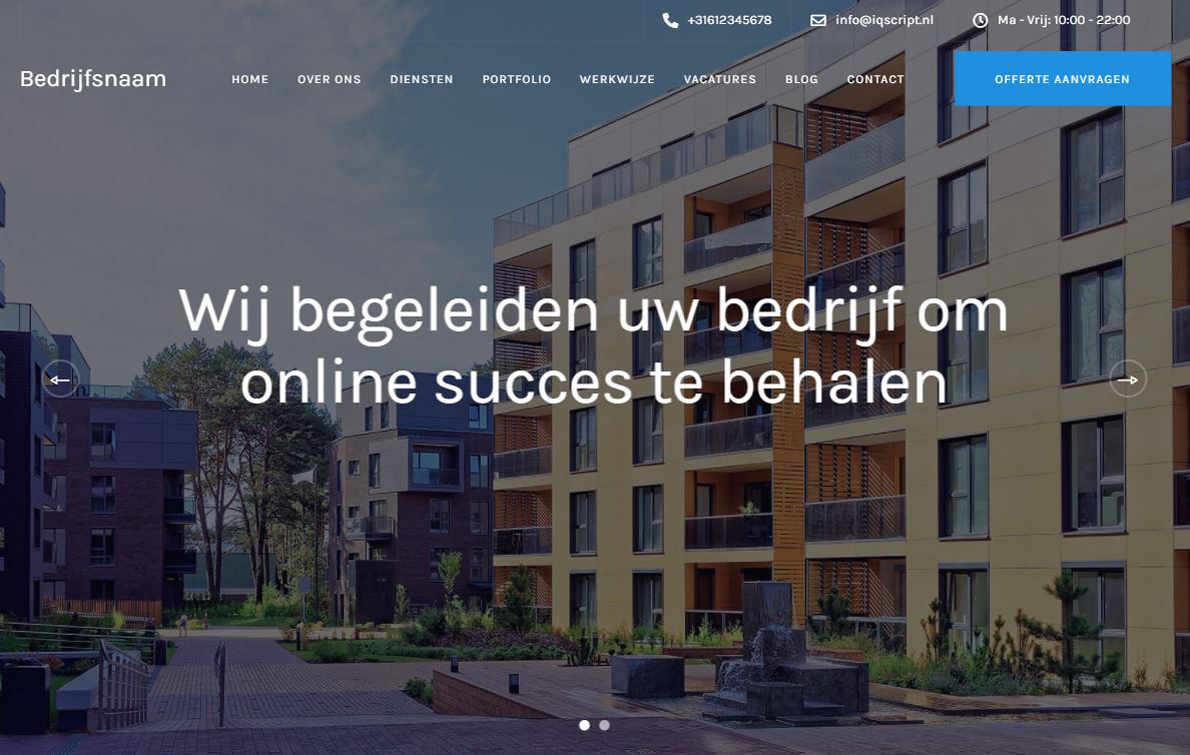 +31612345678 info@iqscript.nl Ma - Vrij: 10:00 - 22:00
Bedrijfsnaam HOME OVER ONS DIENSTEN PORTFOLIO WERKWIJZE VACATURES BLOG CONTACT OFFERTE AANVRAGEN
Wij begeleiden uw bedrijf om
online succes te behalen